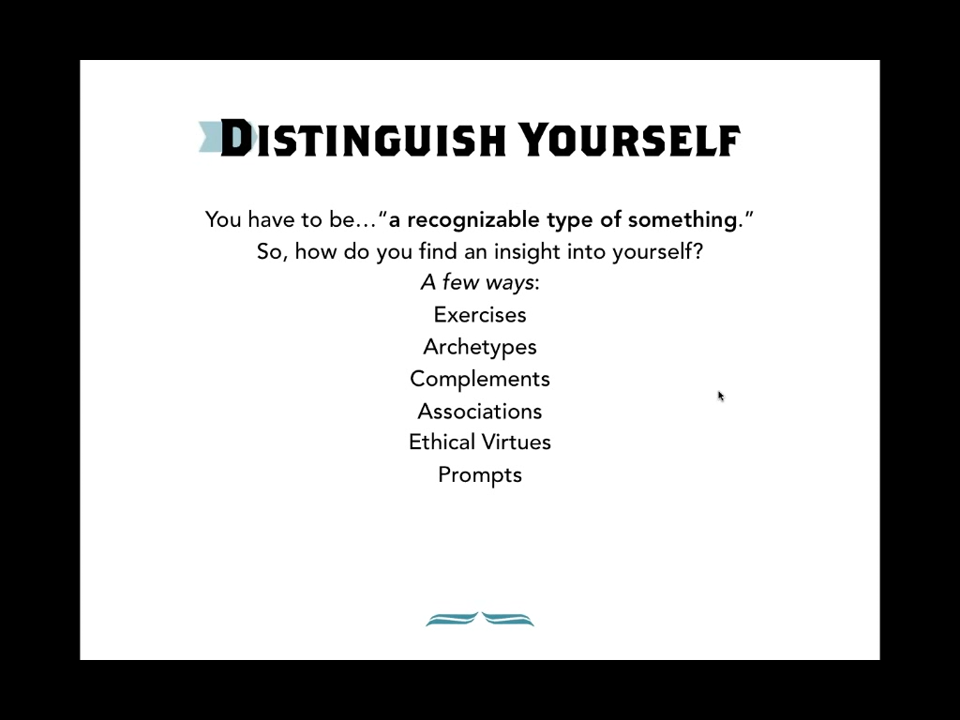 Distinguish Yourself
You have to be…“a recognizable type of something.”
So, how do you find an insight into yourself?
A few ways:
Exercises
Archetypes
Complements
Associations
Ethical Virtues
Prompts